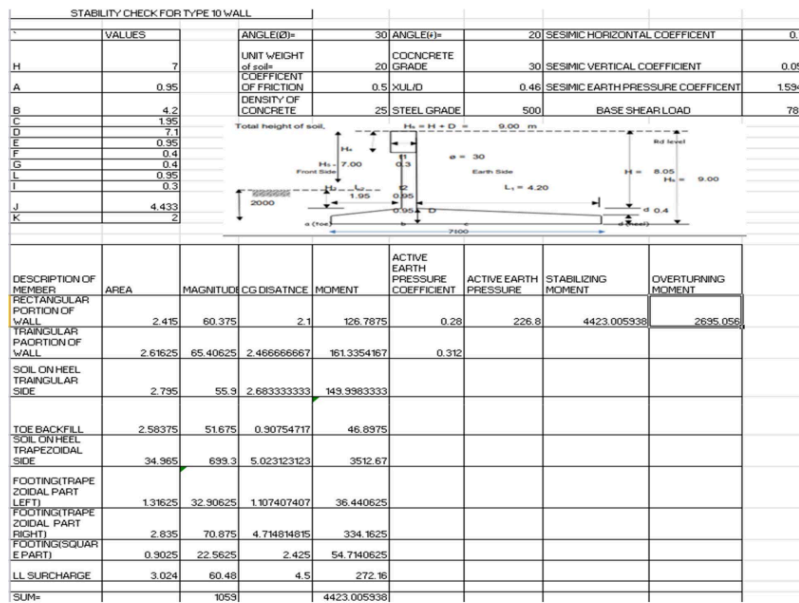 STABILITY CHECK FOR TYPE 10 WALL
` VALUES ANGLE(Ø)= 30 ANGLE(δ)= 20 SESIMIC HORIZONTAL COEFFICENT 0.
H 7 UNIT WEIGHT of soil= 20 COCNCRETE GRADE 30 SESIMIC VERTICAL COEFFICIENT 0.05
A 0.95 COEFFICENT OF FRICTION 0.5 XUL/D 0.46 SESIMIC EARTH PRESSURE COEFFICENT 1.594
B 4.2 DENSITY OF CONCRETE 25 STEEL GRADE 500 BASE SHEAR LOAD 78
C 1.95
D 7.1
E 0.95
F 0.4
G 0.4
L 0.95
I 0.3
J 4.433
K 2
Total height of soil, = H + D = 9.00 m
Rd level
7.00 0.3 ø = 30
Front Side Earth Side
H = 8.05
9.00
1.95 0.95 L₁ = 4.20
2000
0.95 D d 0.4
a (Toe) b
7100
DESCRIPTION OF MEMBER AREA MAGNITUDE CG DISATNCE MOMENT ACTIVE EARTH PRESSURE COEFFICIENT ACTIVE EARTH PRESSURE STABILIZING MOMENT OVERTURNING MOMENT
RECTANGULAR PORTION OF WALL 2.415 60.375 2.1 126.7875 0.28 226.8 4423.005938 2695.056
TRAINGULAR PAORTION OF WALL 2.61625 65.40625 2.466666667 161.3354167 0.312
SOIL ON HEEL TRAINGULAR SIDE 2.795 55.9 2.683333333 149.9983333
TOE BACKFILL 2.58375 51.675 0.90754717 46.8975
SOIL ON HEEL TRAPEZOIDAL SIDE 34.965 699.3 5.023123123 3512.67
FOOTING(TRAPE ZOIDAL PART LEFT) 1.31625 32.90625 1.107407407 36.440625
FOOTING(TRAPE ZOIDAL PART RIGHT) 2.835 70.875 4.714814815 334.1625
FOOTING(SQUAR E PART) 0.9025 22.5625 2.425 54.7140625
LL SURCHARGE 3.024 60.48 4.5 272.16
SUM= 1059 4423.005938